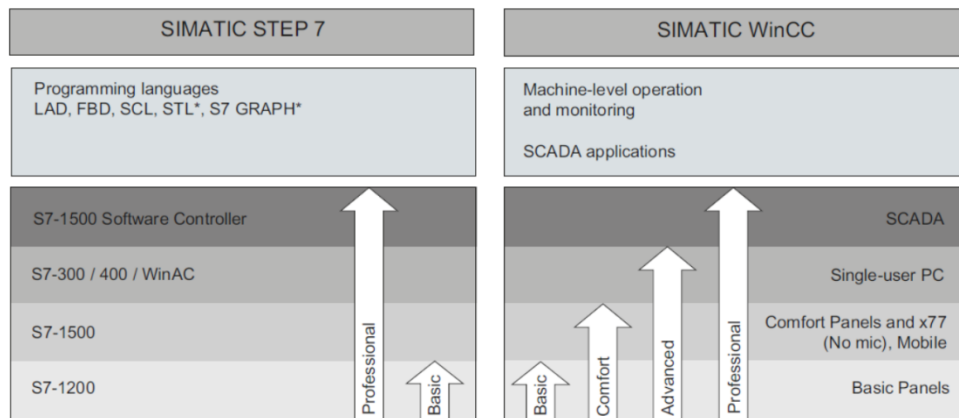 SIMATIC STEP 7
Programming languages
LAD, FBD, SCL, STL*, S7 GRAPH*
S7-1500 Software Controller
S7-300 / 400 / WinAC
S7-1500
S7-1200
Professional
Basic
SIMATIC WinCC
Machine-level operation
and monitoring
SCADA applications
Basic
Comfort
Advanced
Professional
SCADA
Single-user PC
Comfort Panels and x77
(No mic), Mobile
Basic Panels